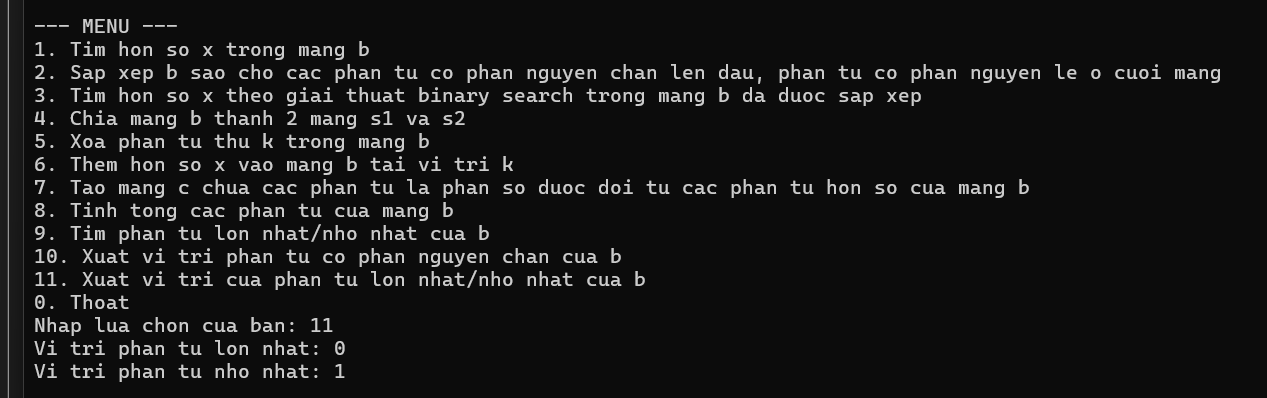 --- MENU ---
1. Tim hon so x trong mang b
2. Sap xep b sao cho cac phan tu co phan nguyen chan len dau, phan tu co phan nguyen le o cuoi mang
3. Tim hon so x theo giai thuat binary search trong mang b da duoc sap xep
4. Chia mang b thanh 2 mang s1 va s2
5. Xoa phan tu thu k trong mang b
6. Them hon so x vao mang b tai vi tri k
7. Tao mang c chua cac phan tu la phan so duoc doi tu cac phan tu hon so cua mang b
8. Tinh tong cac phan tu cua mang b
9. Tim phan tu lon nhat/nho nhat cua b
10. Xuat vi tri phan tu co phan nguyen chan cua b
11. Xuat vi tri cua phan tu lon nhat/nho nhat cua b
0. Thoat
Nhap lua chon cua ban: 11
Vi tri phan tu lon nhat: 0
Vi tri phan tu nho nhat: 1